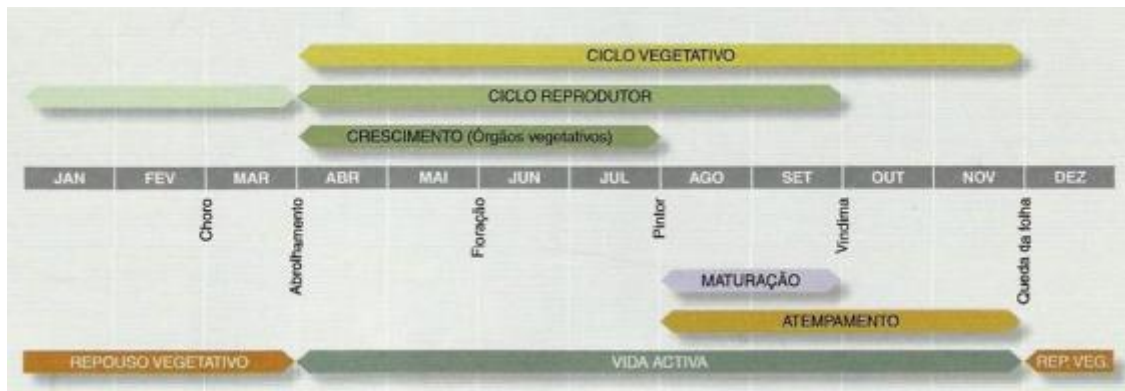 CICLO VEGETATIVO
CICLO REPRODUTOR
CRESCIMENTO (Órgãos vegetativos)
JAN FEV MAR ABR MAI JUN JUL AGO SET OUT NOV DEZ
Choro
Abrolhamento
Floração
Pintor
Vindima
Queda da folha
MATURAÇÃO
ATEMPAMENTO
REPOUSO VEGETATIVO VIDA ACTIVA REP. VEG.